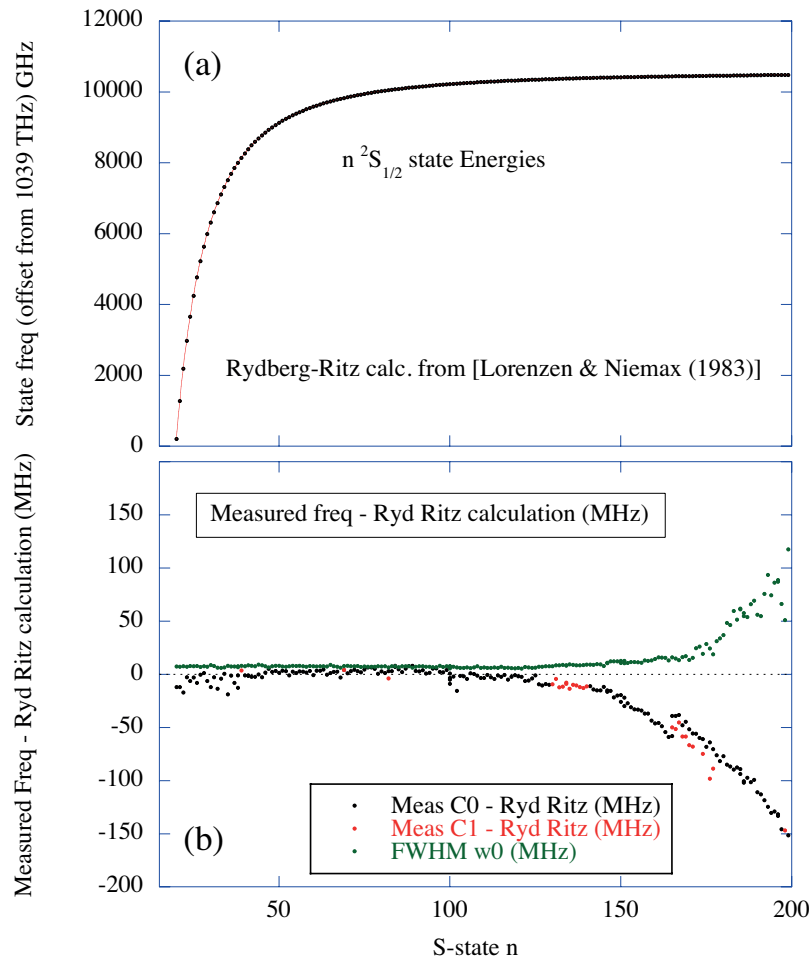 12000
10000
8000
6000
4000
2000
0
State freq (offset from 1039 THz) GHz
(a)
n ²S₁/₂ state Energies
Rydberg-Ritz calc. from [Lorenzen & Niemax (1983)]
150
100
50
0
-50
-100
-150
-200
Measured Freq - Ryd Ritz calculation (MHz)
Measured freq - Ryd Ritz calculation (MHz)
Meas C0 - Ryd Ritz (MHz)
Meas C1 - Ryd Ritz (MHz)
FWHM w0 (MHz)
(b)
50
100
150
200
S-state n